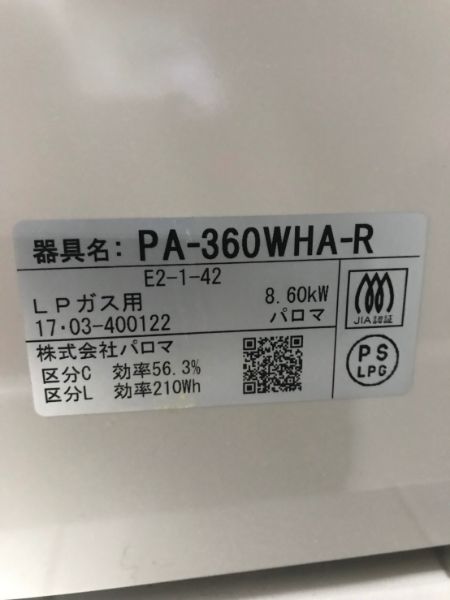 器具名: PA-360WHA-R
E2-1-42
LPガス用 8.60kW
17・03-400122 パロマ
株式会社パロマ
区分C 効率56.3%
区分L 効率210Wh
JIA認証
PS
LPG